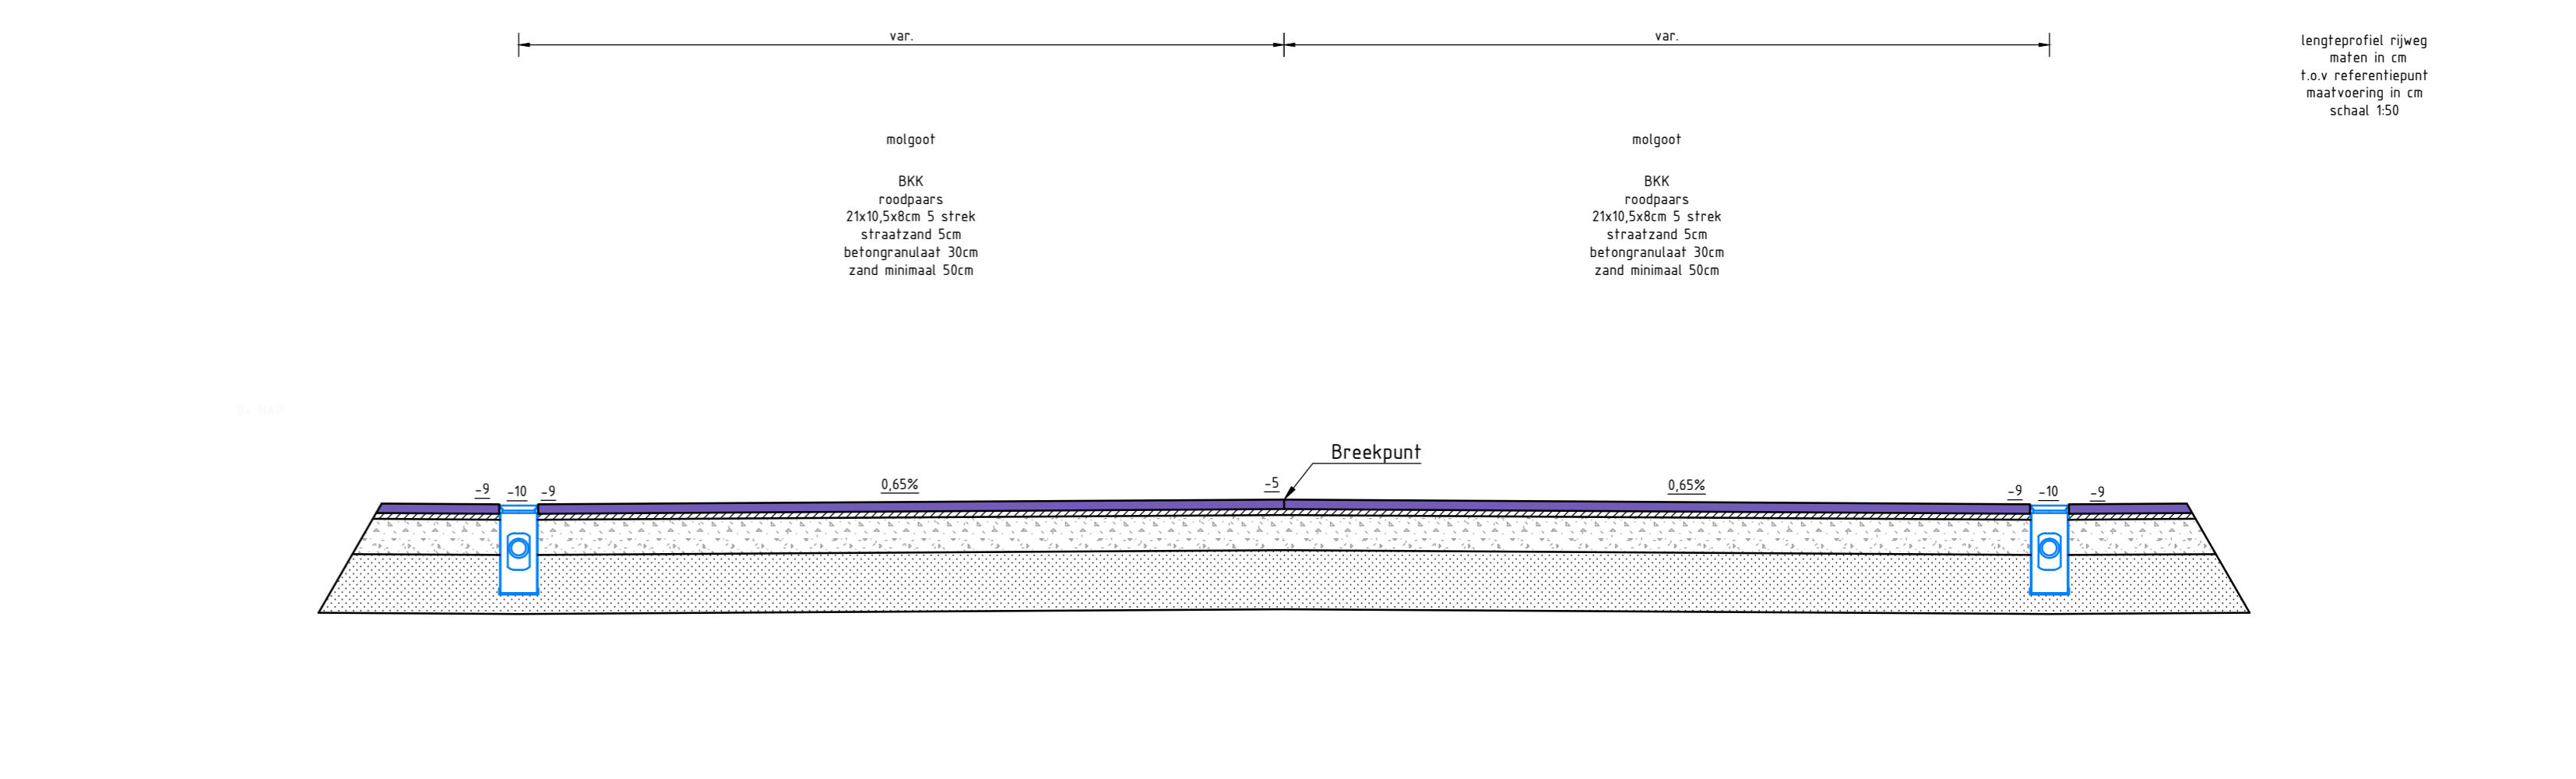 var.
var.
lengteprofiel rijweg
maten in cm
t.o.v referentiepunt
maatvoering in cm
schaal 1:50
molgoot
BKK
roodpaars
21x10,5x8cm 5 strek
straatzand 5cm
betongranulaat 30cm
zand minimaal 50cm
molgoot
BKK
roodpaars
21x10,5x8cm 5 strek
straatzand 5cm
betongranulaat 30cm
zand minimaal 50cm
Breekpunt
-9 -10 -9 0,65% -5 0,65% -9 -10 -9